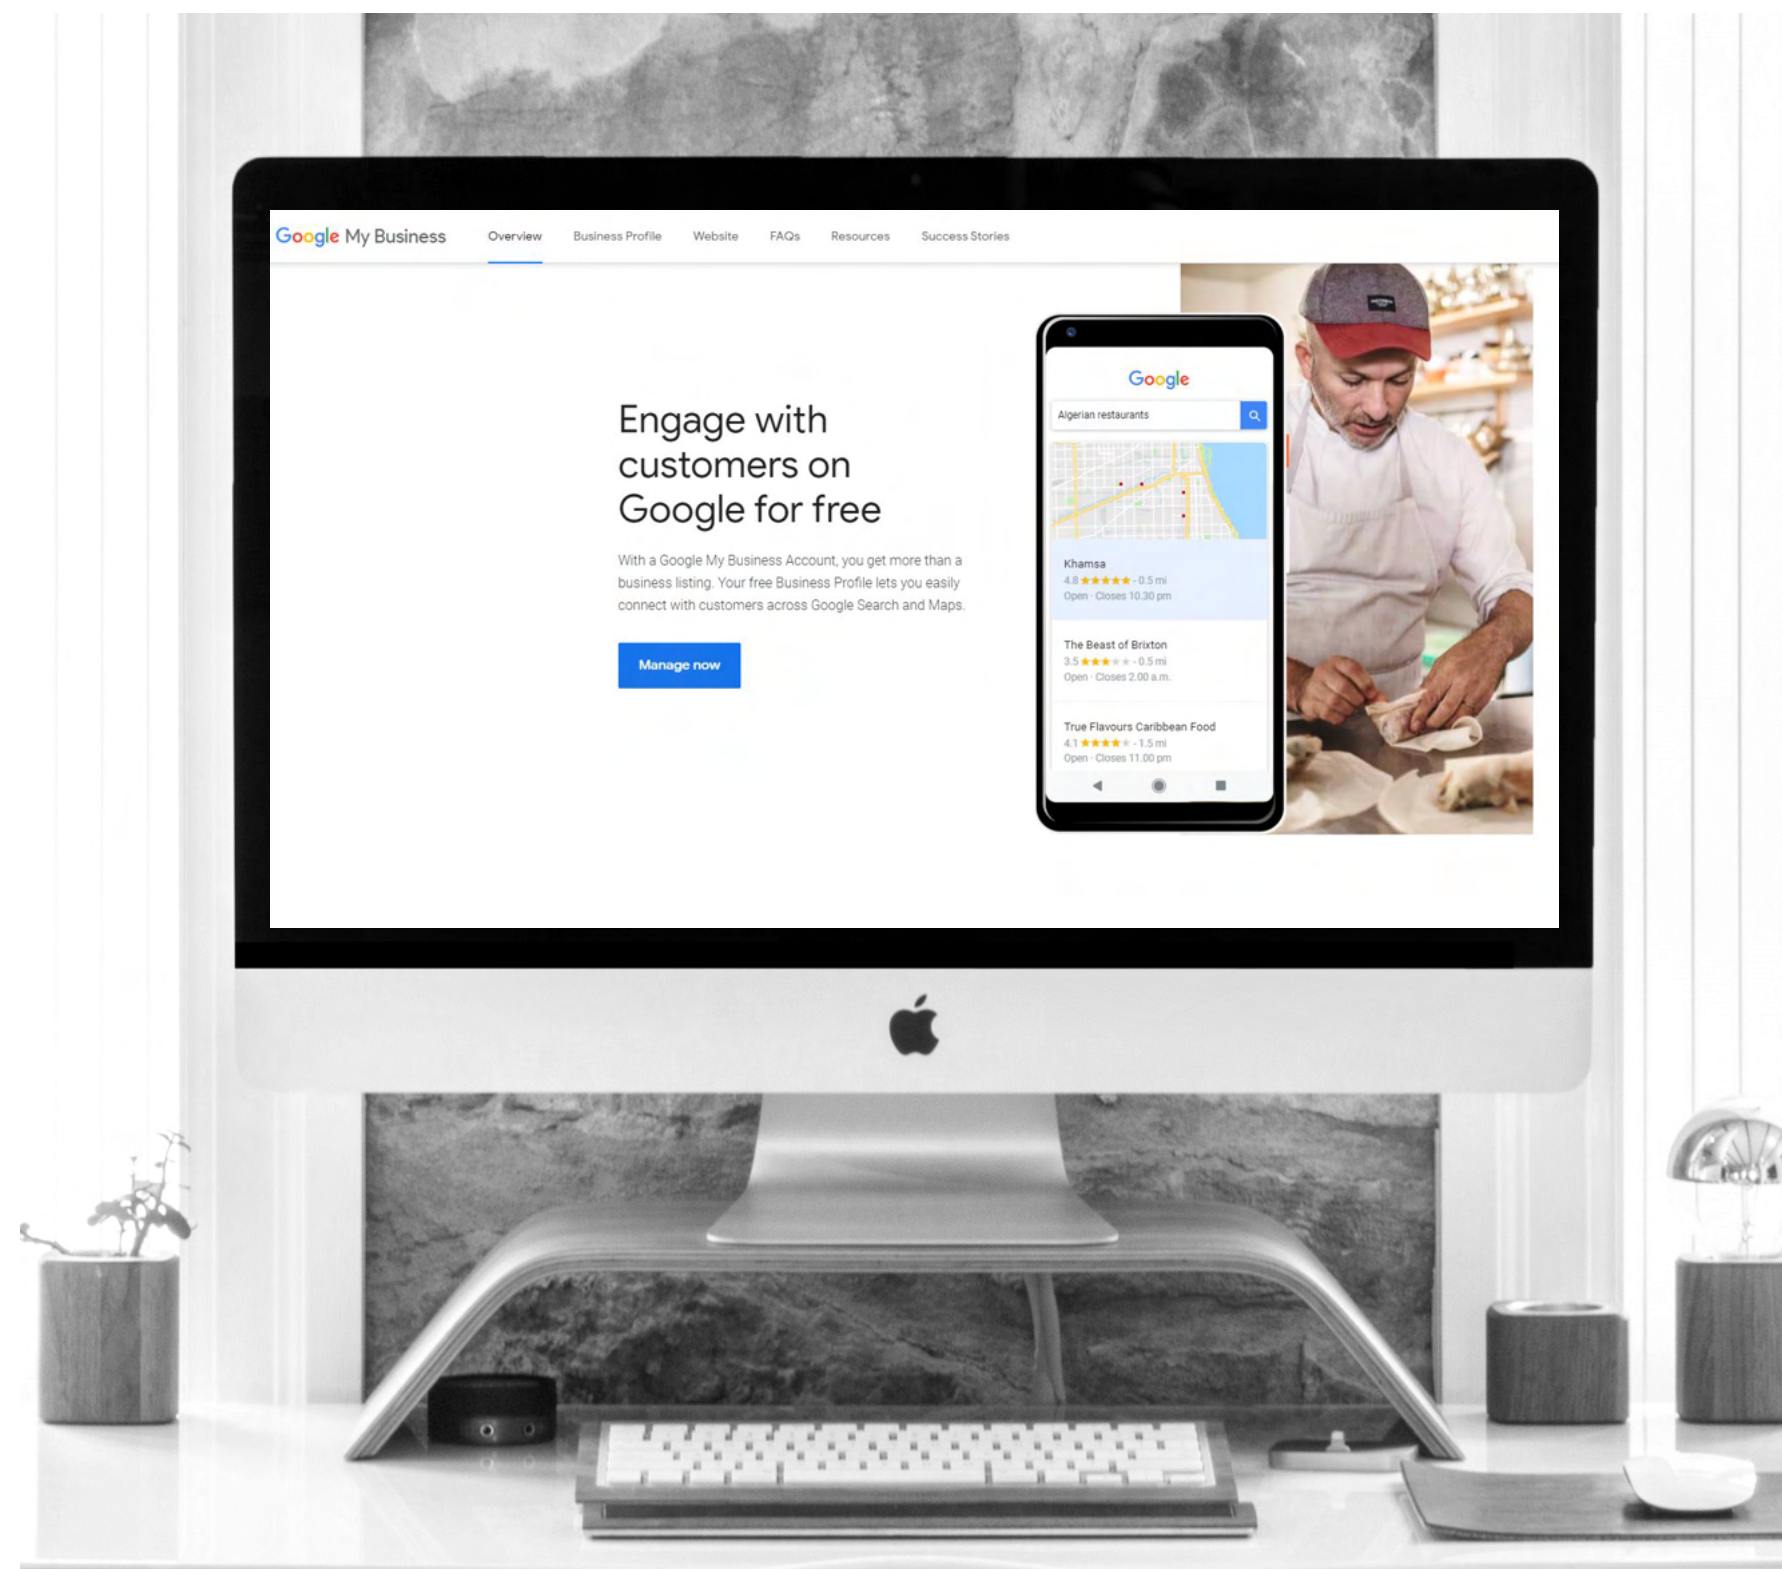 Google My Business Overview Business Profile Website FAQs Resources Success Stories
Engage with
customers on
Google for free
With a Google My Business Account, you get more than a
business listing. Your free Business Profile lets you easily
connect with customers across Google Search and Maps.
Manage now
Google
Algerian restaurants
Khamsa
4.8 ★★★★★ - 0.5 mi
Open · Closes 10.30 pm
The Beast of Brixton
3.5 ★★★★★ - 0.5 mi
Open · Closes 2.00 a.m.
True Flavours Caribbean Food
4.1 ★★★★★ - 1.5 mi
Open · Closes 11.00 pm